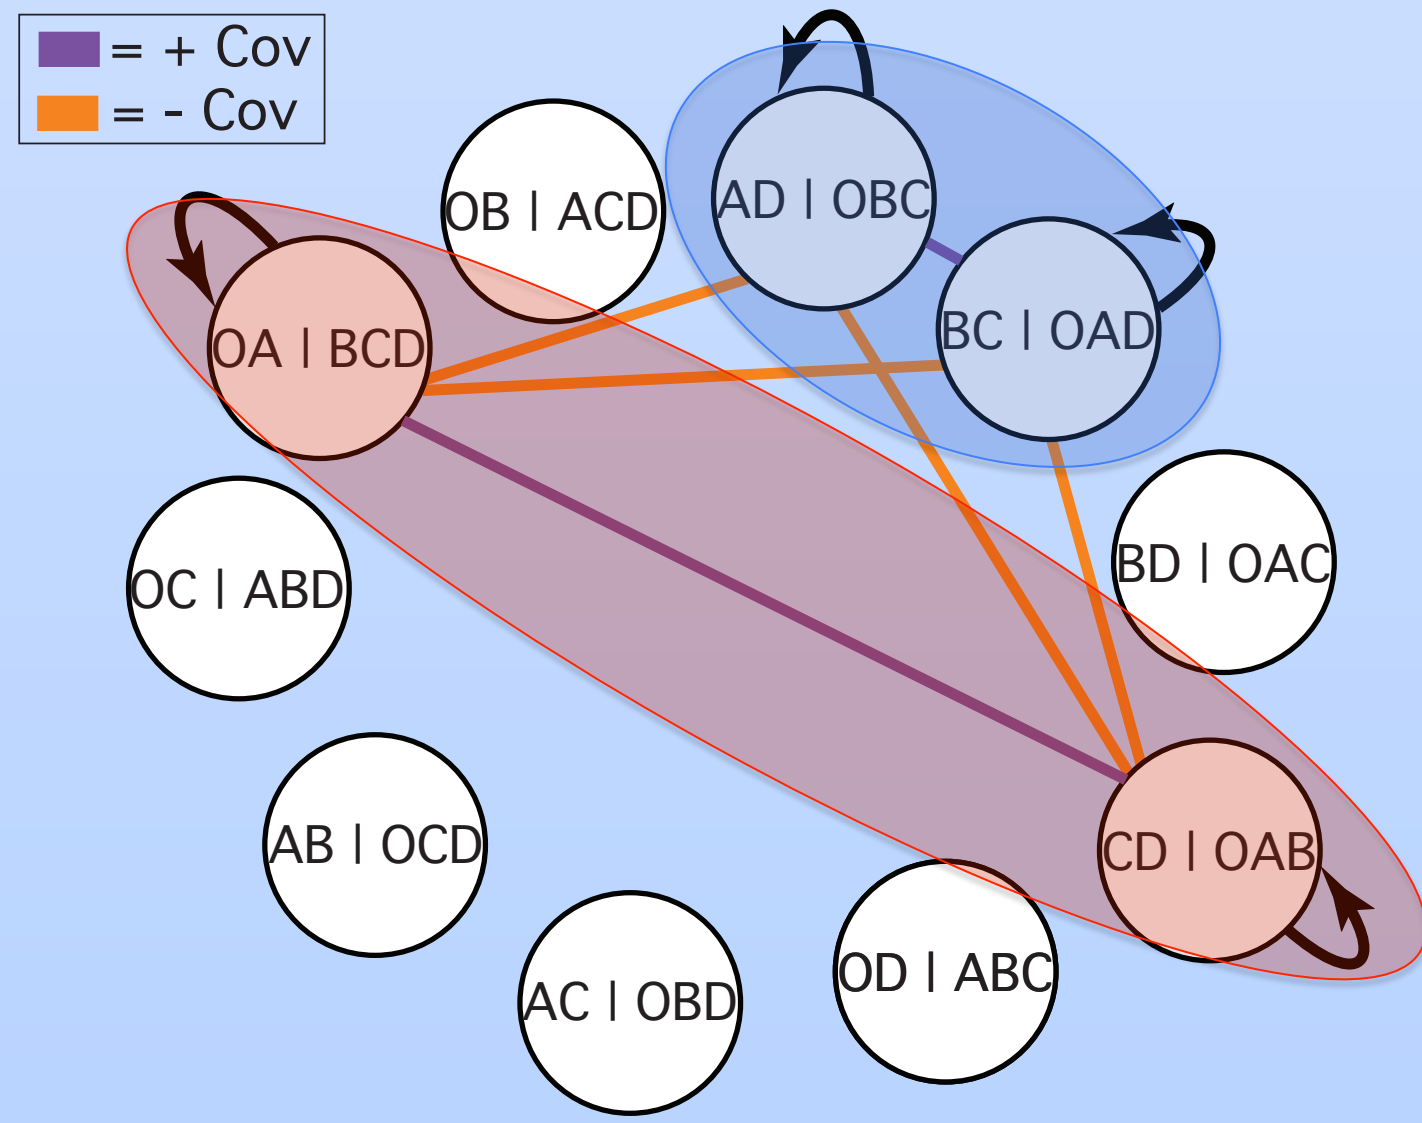 = + Cov
= - Cov
OB | ACD
AD | OBC
BC | OAD
OA | BCD
OC | ABD
BD | OAC
AB | OCD
CD | OAB
OD | ABC
AC | OBD